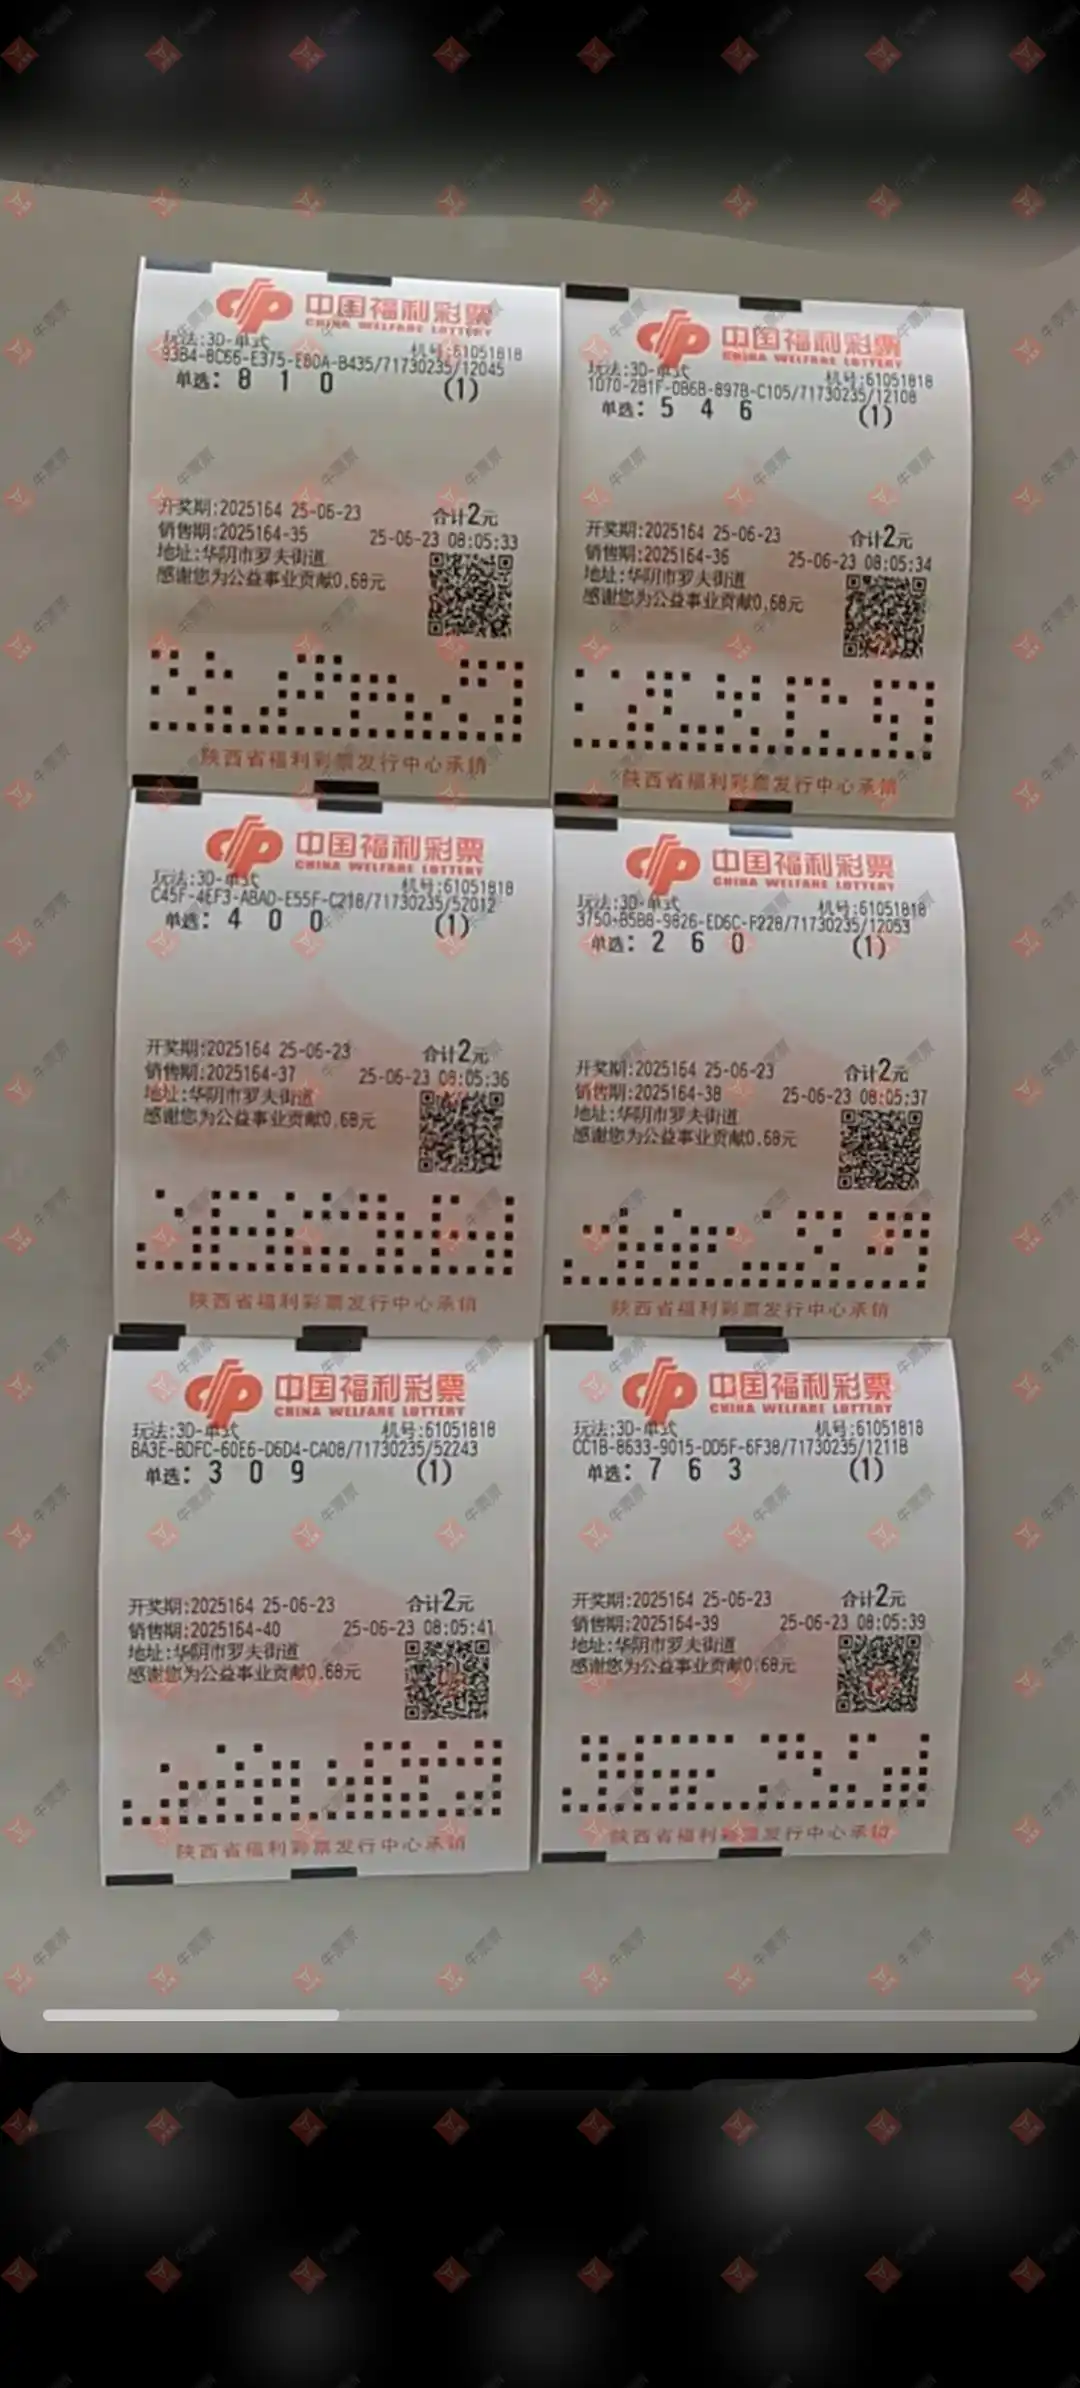 中国福利彩票
CHINA WELFARE LOTTERY
玩法:3D-单式 机号:61051818
93B4-8C66-E375-E80A-B435/71730235/12045
单选: 8 1 0 (1)
开奖期:2025164 25-06-23 合计2元
销售期:2025164-35 25-06-23 08:05:33
地址:华阴市罗夫街道
感谢您为公益事业贡献0.68元
陕西省福利彩票发行中心承销
中国福利彩票
CHINA WELFARE LOTTERY
玩法:3D-单式 机号:61051818
1D70-2B1F-0B6B-897B-C105/71730235/12108
单选: 5 4 6 (1)
开奖期:2025164 25-06-23 合计2元
销售期:2025164-36 25-06-23 08:05:34
地址:华阴市罗夫街道
感谢您为公益事业贡献0.68元
陕西省福利彩票发行中心承销
中国福利彩票
CHINA WELFARE LOTTERY
玩法:3D-单式 机号:61051818
C45F-4EF3-ABAD-E55F-C218/71730235/52012
单选: 4 0 0 (1)
开奖期:2025164 25-06-23 合计2元
销售期:2025164-37 25-06-23 08:05:36
地址:华阴市罗夫街道
感谢您为公益事业贡献0.68元
陕西省福利彩票发行中心承销
中国福利彩票
CHINA WELFARE LOTTERY
玩法:3D-单式 机号:61051818
3750-B5B8-9826-ED6C-F228/71730235/12053
单选: 2 6 0 (1)
开奖期:2025164 25-06-23 合计2元
销售期:2025164-38 25-06-23 08:05:37
地址:华阴市罗夫街道
感谢您为公益事业贡献0.68元
陕西省福利彩票发行中心承销
中国福利彩票
CHINA WELFARE LOTTERY
玩法:3D-单式 机号:61051818
BA3E-BDFC-60E6-D6D4-CA08/71730235/52243
单选: 3 0 9 (1)
开奖期:2025164 25-06-23 合计2元
销售期:2025164-40 25-06-23 08:05:41
地址:华阴市罗夫街道
感谢您为公益事业贡献0.68元
陕西省福利彩票发行中心承销
中国福利彩票
CHINA WELFARE LOTTERY
玩法:3D-单式 机号:61051818
CC1B-8633-9015-DD5F-6F38/71730235/12118
单选: 7 6 3 (1)
开奖期:2025164 25-06-23 合计2元
销售期:2025164-39 25-06-23 08:05:39
地址:华阴市罗夫街道
感谢您为公益事业贡献0.68元
陕西省福利彩票发行中心承销